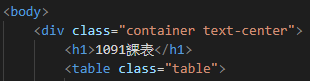 <body>
<div class="container text-center">
<h1>1091課表</h1>
<table class="table">